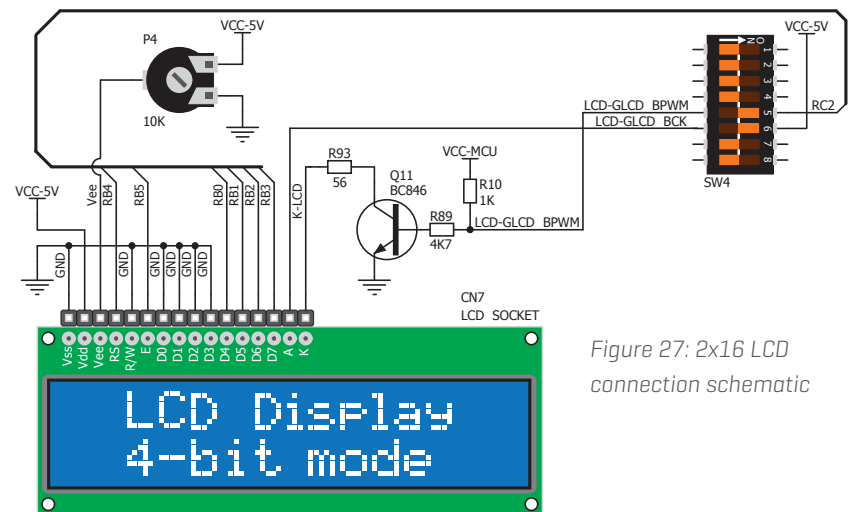 VCC-5V
VCC-5V
P4
10K
O N
1
2
3
4
5
6
7
8
SW4
LCD-GLCD BPWM
LCD-GLCD BCK
RC2
R93
56
VCC-MCU
Q11
BC846
R10
1K
R89
4K7
LCD-GLCD BPWM
VCC-5V
Vee
RB4
RB5
RB0
RB1
RB2
RB3
K-LCD
GND
GND
GND
GND
GND
GND
CN7
LCD SOCKET
Vss
Vdd
Vee
RS
R/W
E
D0
D1
D2
D3
D4
D5
D6
D7
A
K
LCD Display
4-bit mode
Figure 27: 2x16 LCD
connection schematic